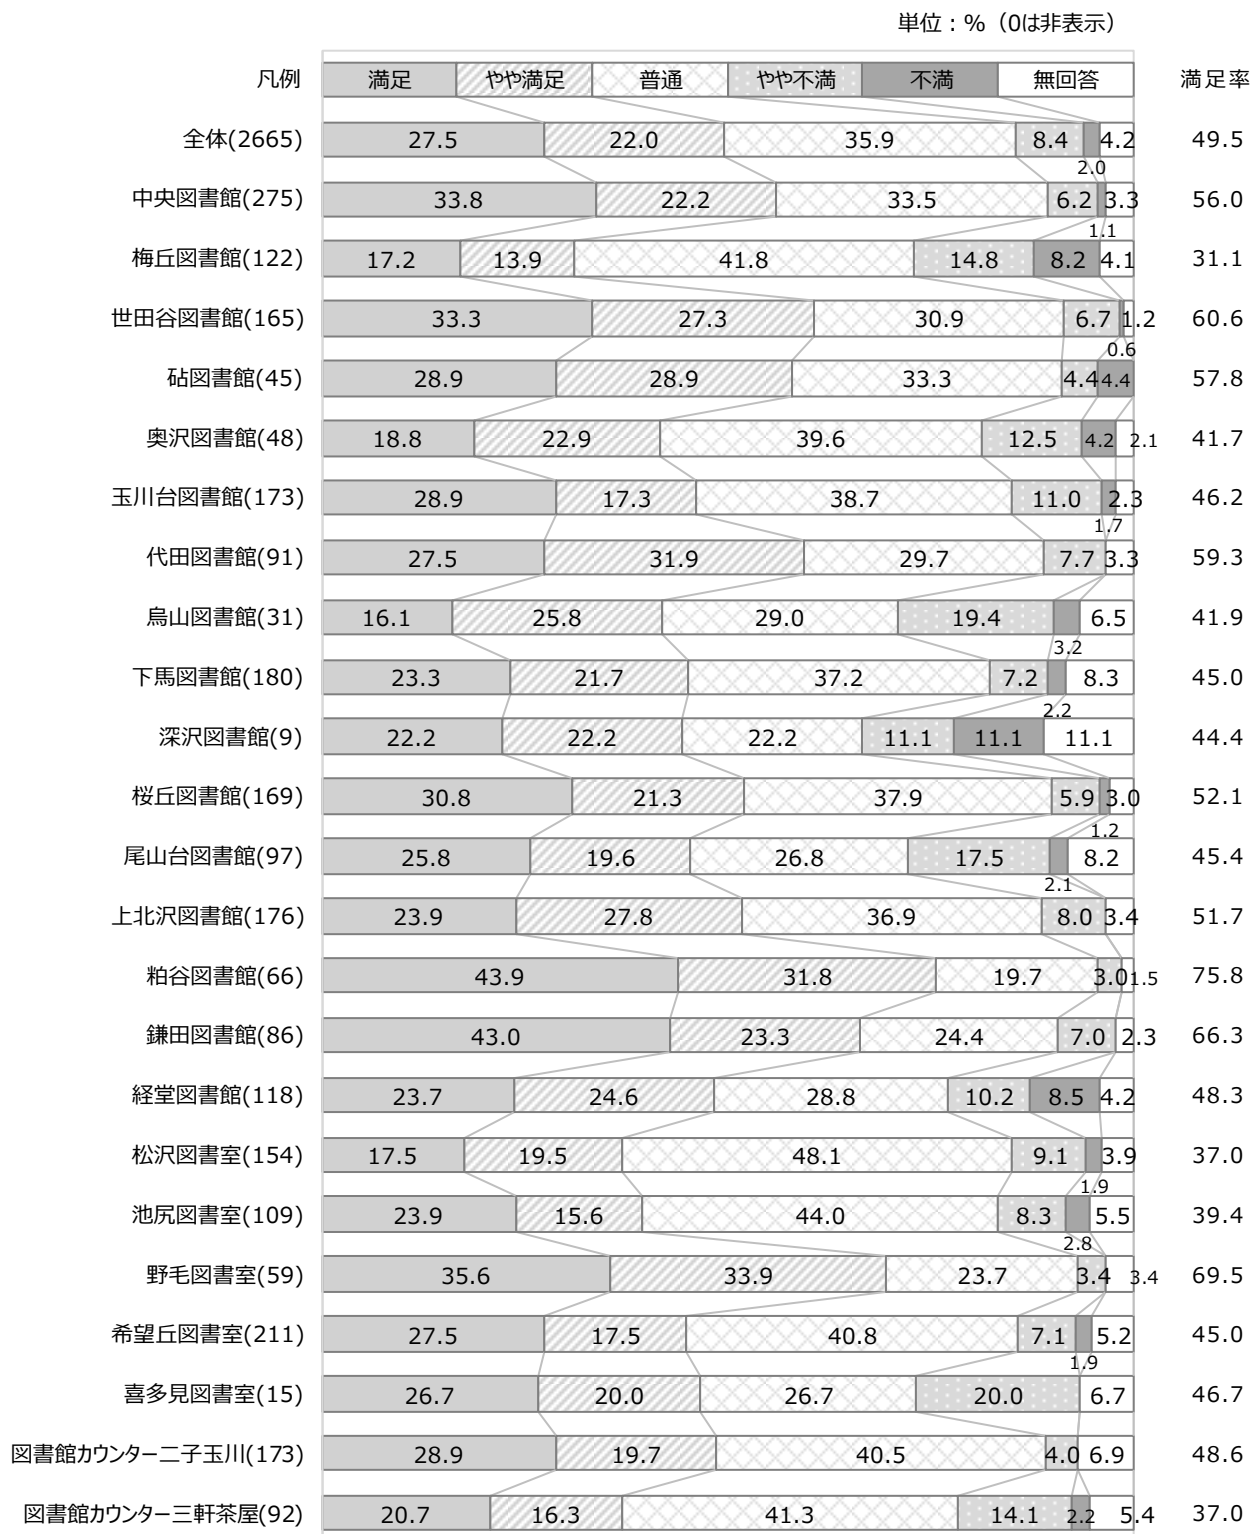 単位：%（0は非表示）
凡例 満足 やや満足 普通 やや不満 不満 無回答 満足率
全体(2665) 27.5 22.0 35.9 8.4 4.2 49.5
2.0
中央図書館(275) 33.8 22.2 33.5 6.2 3.3 56.0
1.1
梅丘図書館(122) 17.2 13.9 41.8 14.8 8.2 4.1 31.1
世田谷図書館(165) 33.3 27.3 30.9 6.7 1.2 60.6
0.6
砧図書館(45) 28.9 28.9 33.3 4.4 4.4 57.8
奥沢図書館(48) 18.8 22.9 39.6 12.5 4.2 2.1 41.7
玉川台図書館(173) 28.9 17.3 38.7 11.0 2.3 46.2
1.7
代田図書館(91) 27.5 31.9 29.7 7.7 3.3 59.3
烏山図書館(31) 16.1 25.8 29.0 19.4 6.5 41.9
3.2
下馬図書館(180) 23.3 21.7 37.2 7.2 8.3 45.0
2.2
深沢図書館(9) 22.2 22.2 22.2 11.1 11.1 11.1 44.4
桜丘図書館(169) 30.8 21.3 37.9 5.9 3.0 52.1
1.2
尾山台図書館(97) 25.8 19.6 26.8 17.5 8.2 45.4
2.1
上北沢図書館(176) 23.9 27.8 36.9 8.0 3.4 51.7
粕谷図書館(66) 43.9 31.8 19.7 3.0 1.5 75.8
鎌田図書館(86) 43.0 23.3 24.4 7.0 2.3 66.3
経堂図書館(118) 23.7 24.6 28.8 10.2 8.5 4.2 48.3
松沢図書室(154) 17.5 19.5 48.1 9.1 3.9 37.0
1.9
池尻図書室(109) 23.9 15.6 44.0 8.3 5.5 39.4
2.8
野毛図書室(59) 35.6 33.9 23.7 3.4 3.4 69.5
希望丘図書室(211) 27.5 17.5 40.8 7.1 5.2 45.0
1.9
喜多見図書室(15) 26.7 20.0 26.7 20.0 6.7 46.7
図書館カウンター二子玉川(173) 28.9 19.7 40.5 4.0 6.9 48.6
図書館カウンター三軒茶屋(92) 20.7 16.3 41.3 14.1 2.2 5.4 37.0